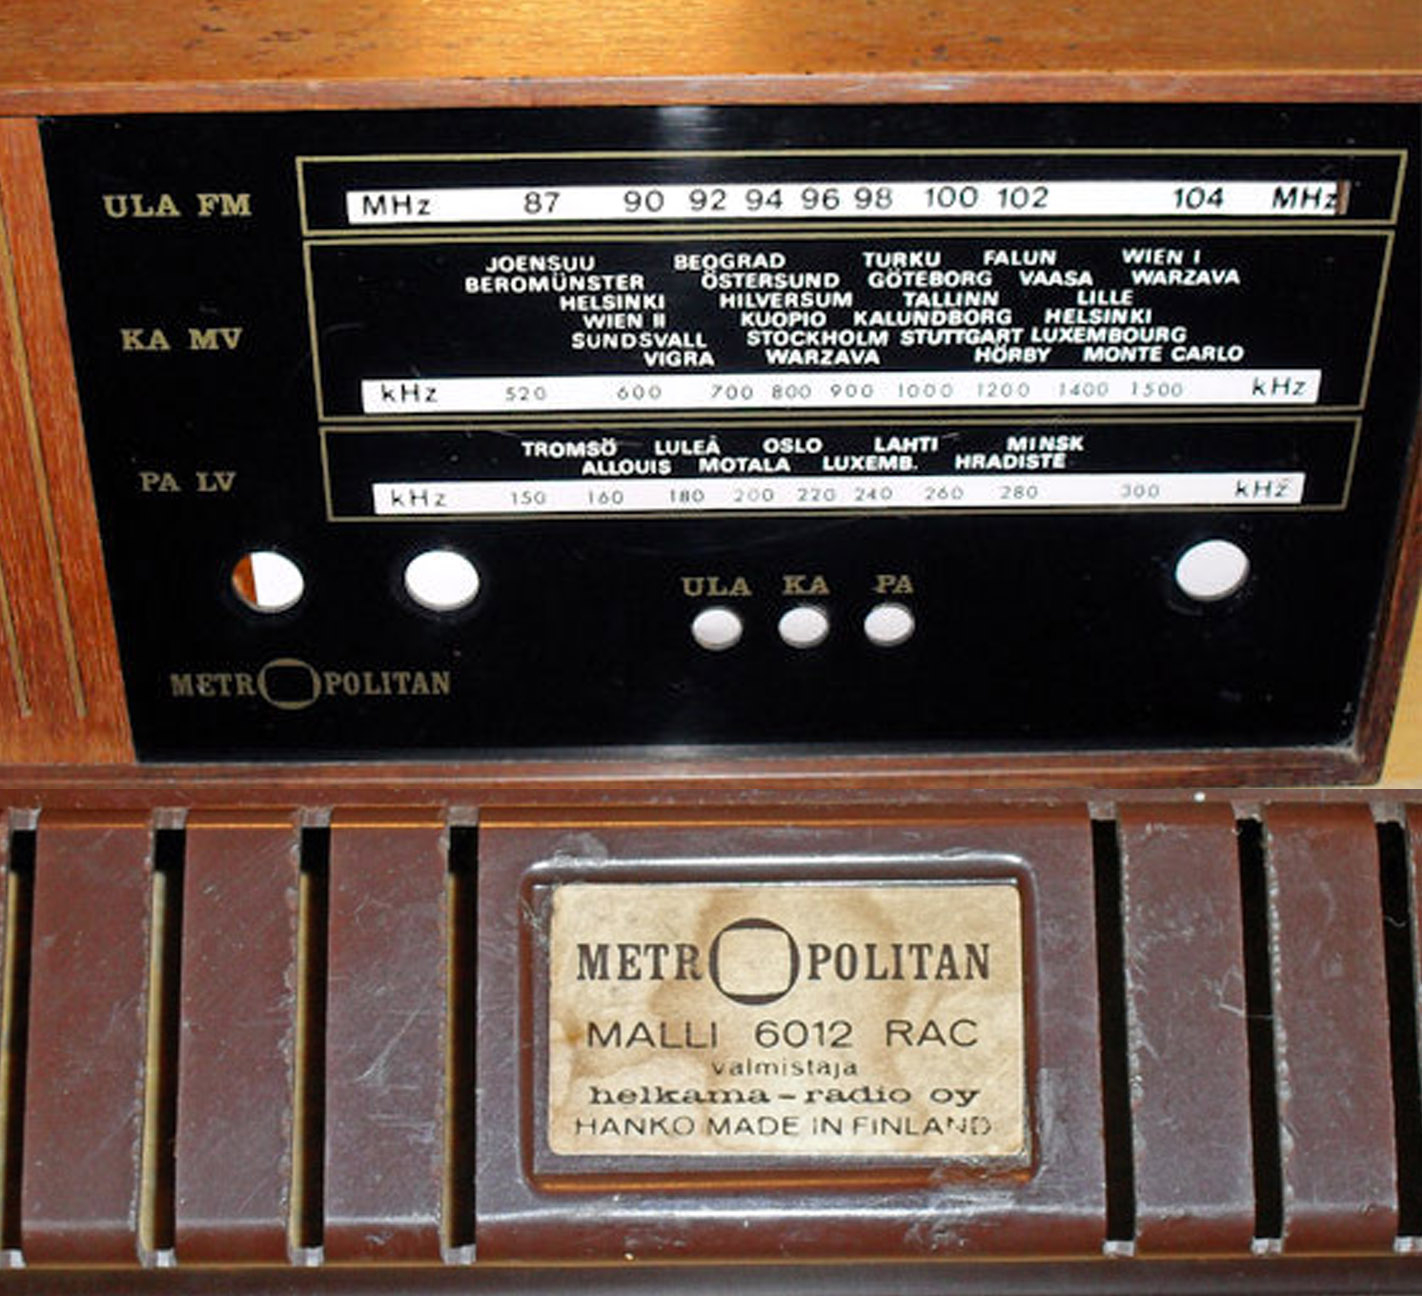 ULA FM
MHz 87 90 92 94 96 98 100 102 104 MHz
KA MV
JOENSUU BEOGRAD TURKU FALUN WIEN I
BEROMÜNSTER ÖSTERSUND GÖTEBORG VAASA WARZAVA
HELSINKI HILVERSUM TALLINN LILLE
WIEN II KUOPIO KALUNDBORG HELSINKI
SUNDSVALL STOCKHOLM STUTTGART LUXEMBOURG
VIGRA WARZAVA HÖRBY MONTE CARLO
kHz 520 600 700 800 900 1000 1200 1400 1500 kHz
PA LV
TROMSÖ LULEÅ OSLO LAHTI MINSK
ALLOUIS MOTALA LUXEMB. HRADISTE
kHz 150 160 180 200 220 240 260 280 300 kHz
ULA KA PA
METROPOLITAN
METROPOLITAN
MALLI 6012 RAC
valmistaja
helkama-radio oy
HANKO MADE IN FINLAND